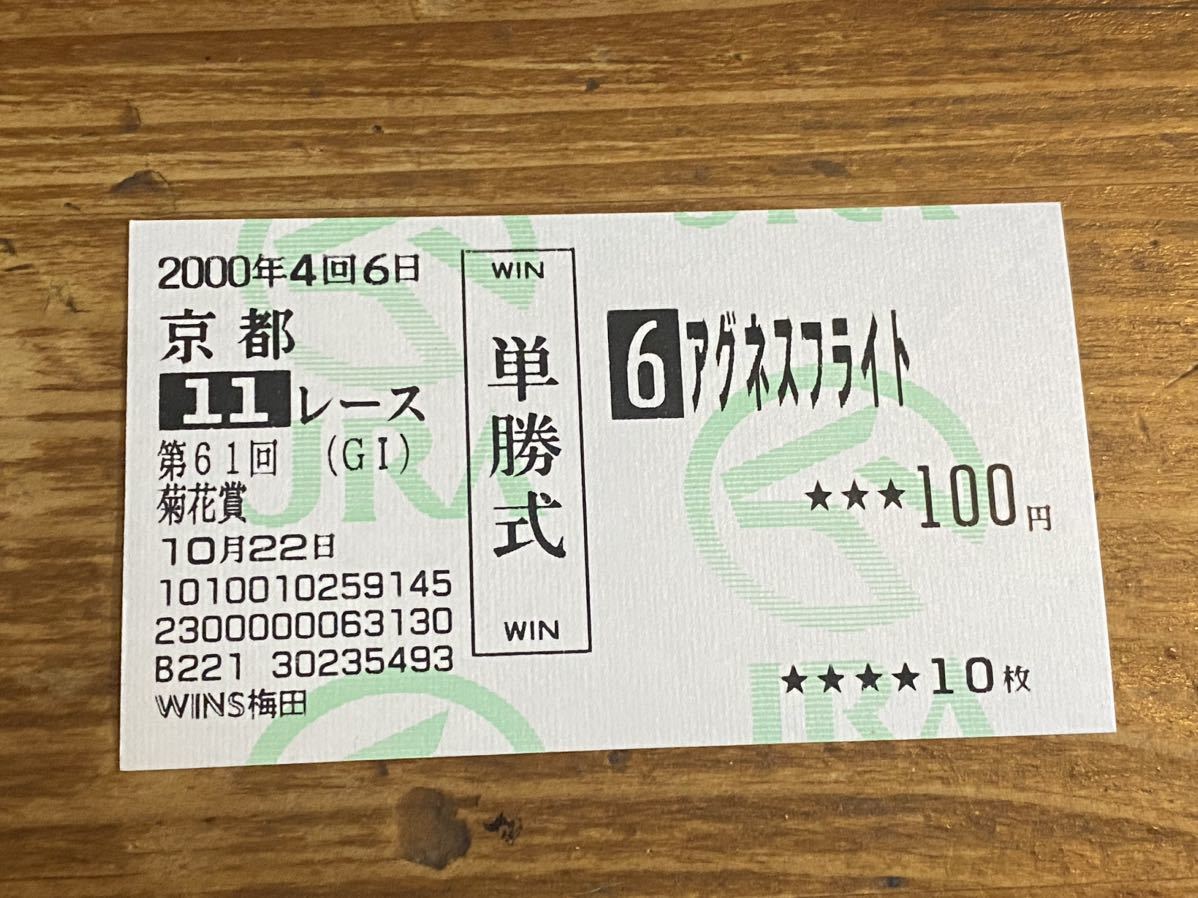 2000年4回6日
京都
11レース
第61回 (GI)
菊花賞
10月22日
1010010259145
2300000063130
B221 30235493
WINS梅田
WIN
単勝式
WIN
6 アグネスフライト
★★★100円
★★★★10枚
JRA
JRA
JRA